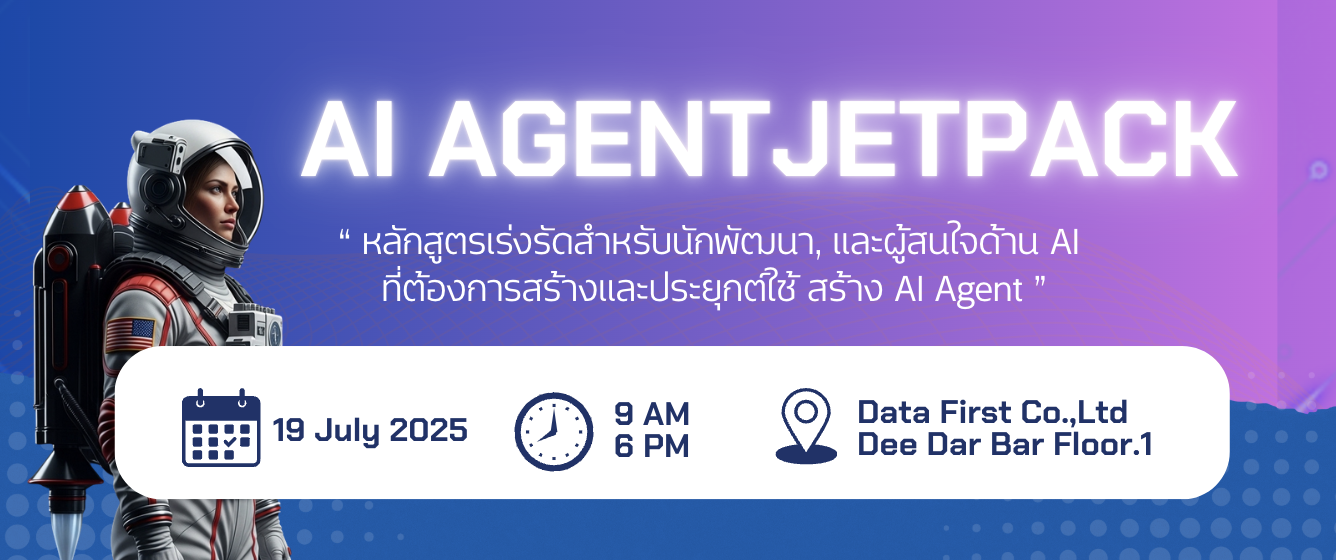 AI AGENTJETPACK
“ หลักสูตรเร่งรัดสำหรับนักพัฒนา, และผู้สนใจด้าน AI
ที่ต้องการสร้างและประยุกต์ใช้ สร้าง AI Agent ”
19 July 2025
9 AM
6 PM
Data First Co.,Ltd
Dee Dar Bar Floor.1